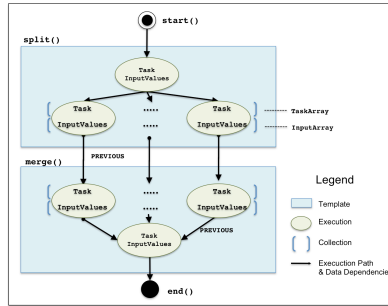 start()
split()
Task
InputValues
.....
Task
Task
TaskArray
InputValues
.....
InputValues
InputArray
PREVIOUS
merge()
Task
.....
Task
InputValues
.....
InputValues
Task
InputValues
PREVIOUS
end()
Legend
Template
Execution
Collection
Execution Path
& Data Dependencies